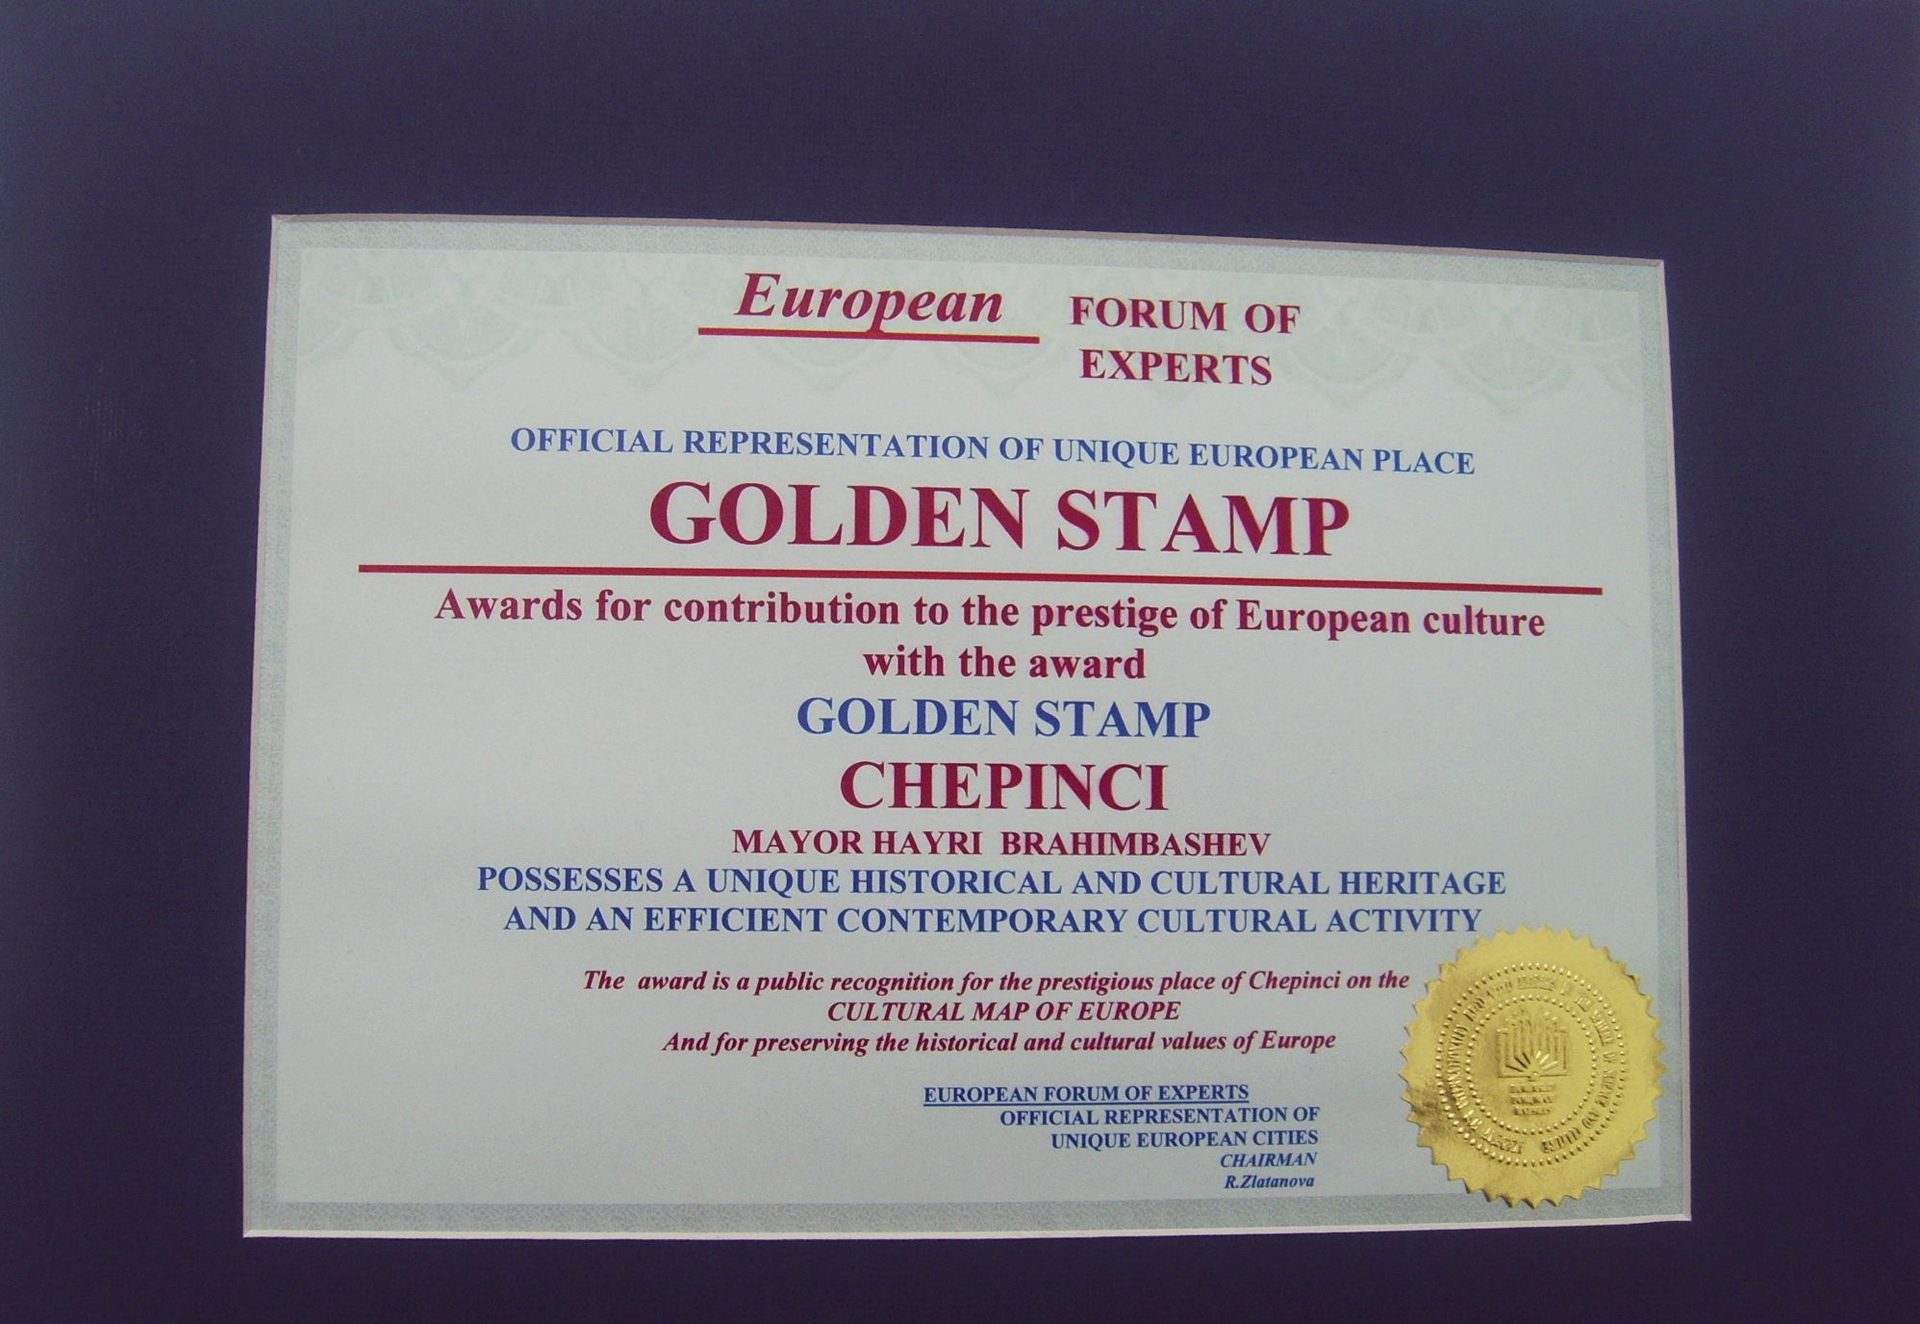 European FORUM OF
EXPERTS
OFFICIAL REPRESENTATION OF UNIQUE EUROPEAN PLACE
GOLDEN STAMP
Awards for contribution to the prestige of European culture
with the award
GOLDEN STAMP
CHEPINCI
MAYOR HAYRI BRAHIMBASHEV
POSSESSES A UNIQUE HISTORICAL AND CULTURAL HERITAGE
AND AN EFFICIENT CONTEMPORARY CULTURAL ACTIVITY
The award is a public recognition for the prestigious place of Chepinci on the
CULTURAL MAP OF EUROPE
And for preserving the historical and cultural values of Europe
EUROPEAN FORUM OF EXPERTS
OFFICIAL REPRESENTATION OF
UNIQUE EUROPEAN CITIES
CHAIRMAN
R.Zlatanova